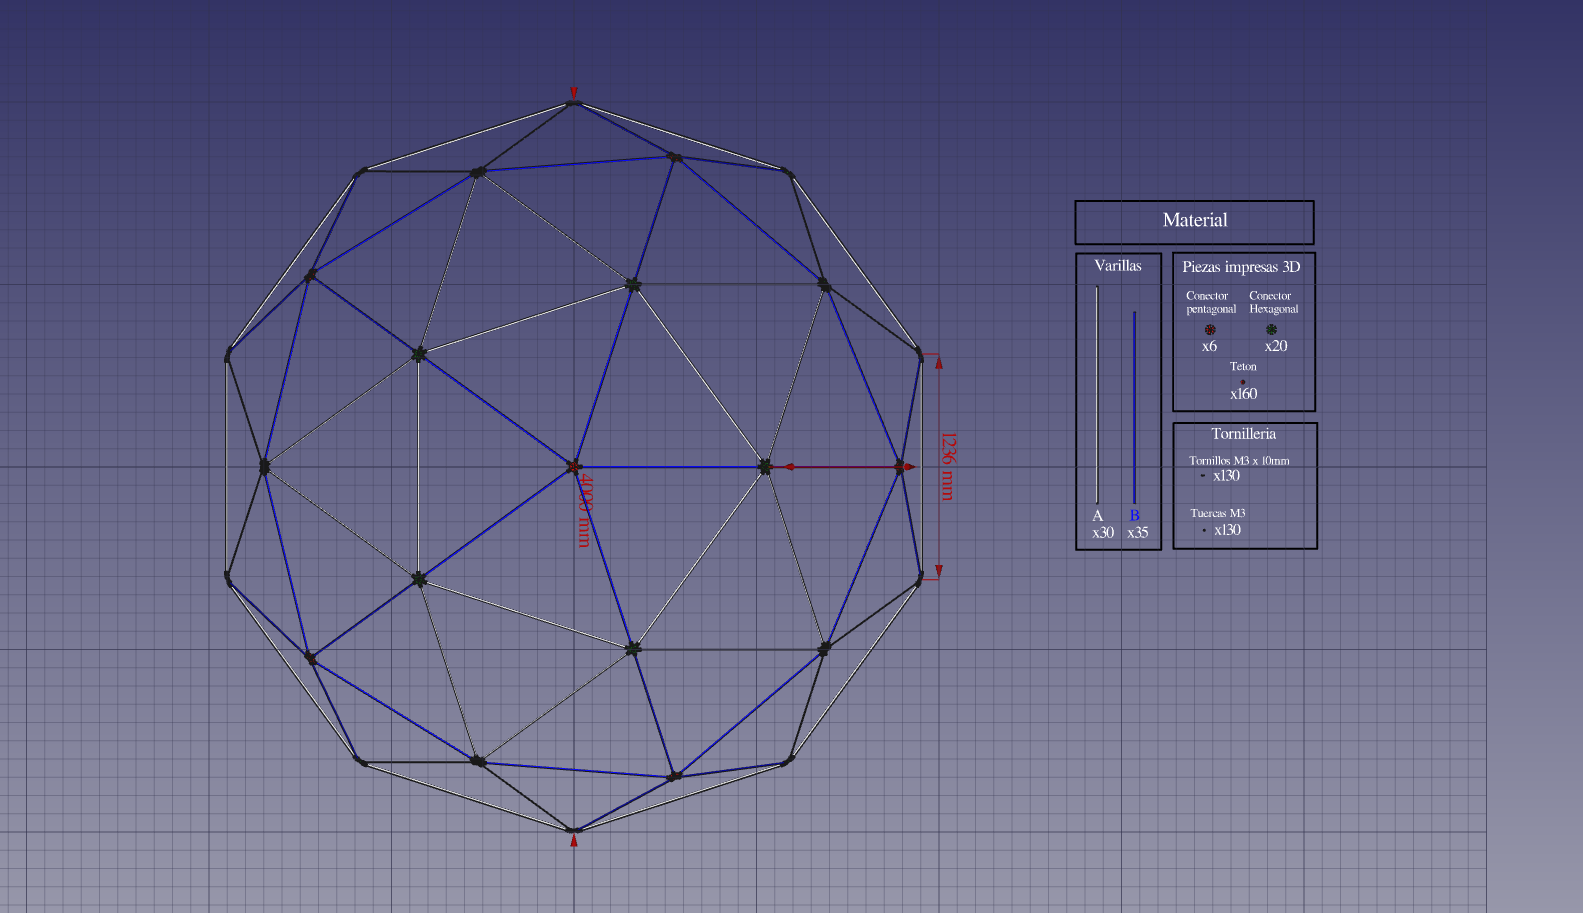 4000 mm
1236 mm
Material
Varillas
A
x30
B
x35
Piezas impresas 3D
Conector
pentagonal
x6
Conector
Hexagonal
x20
Teton
x160
Tornilleria
Tornillos M3 x 10mm
x130
Tuercas M3
x130